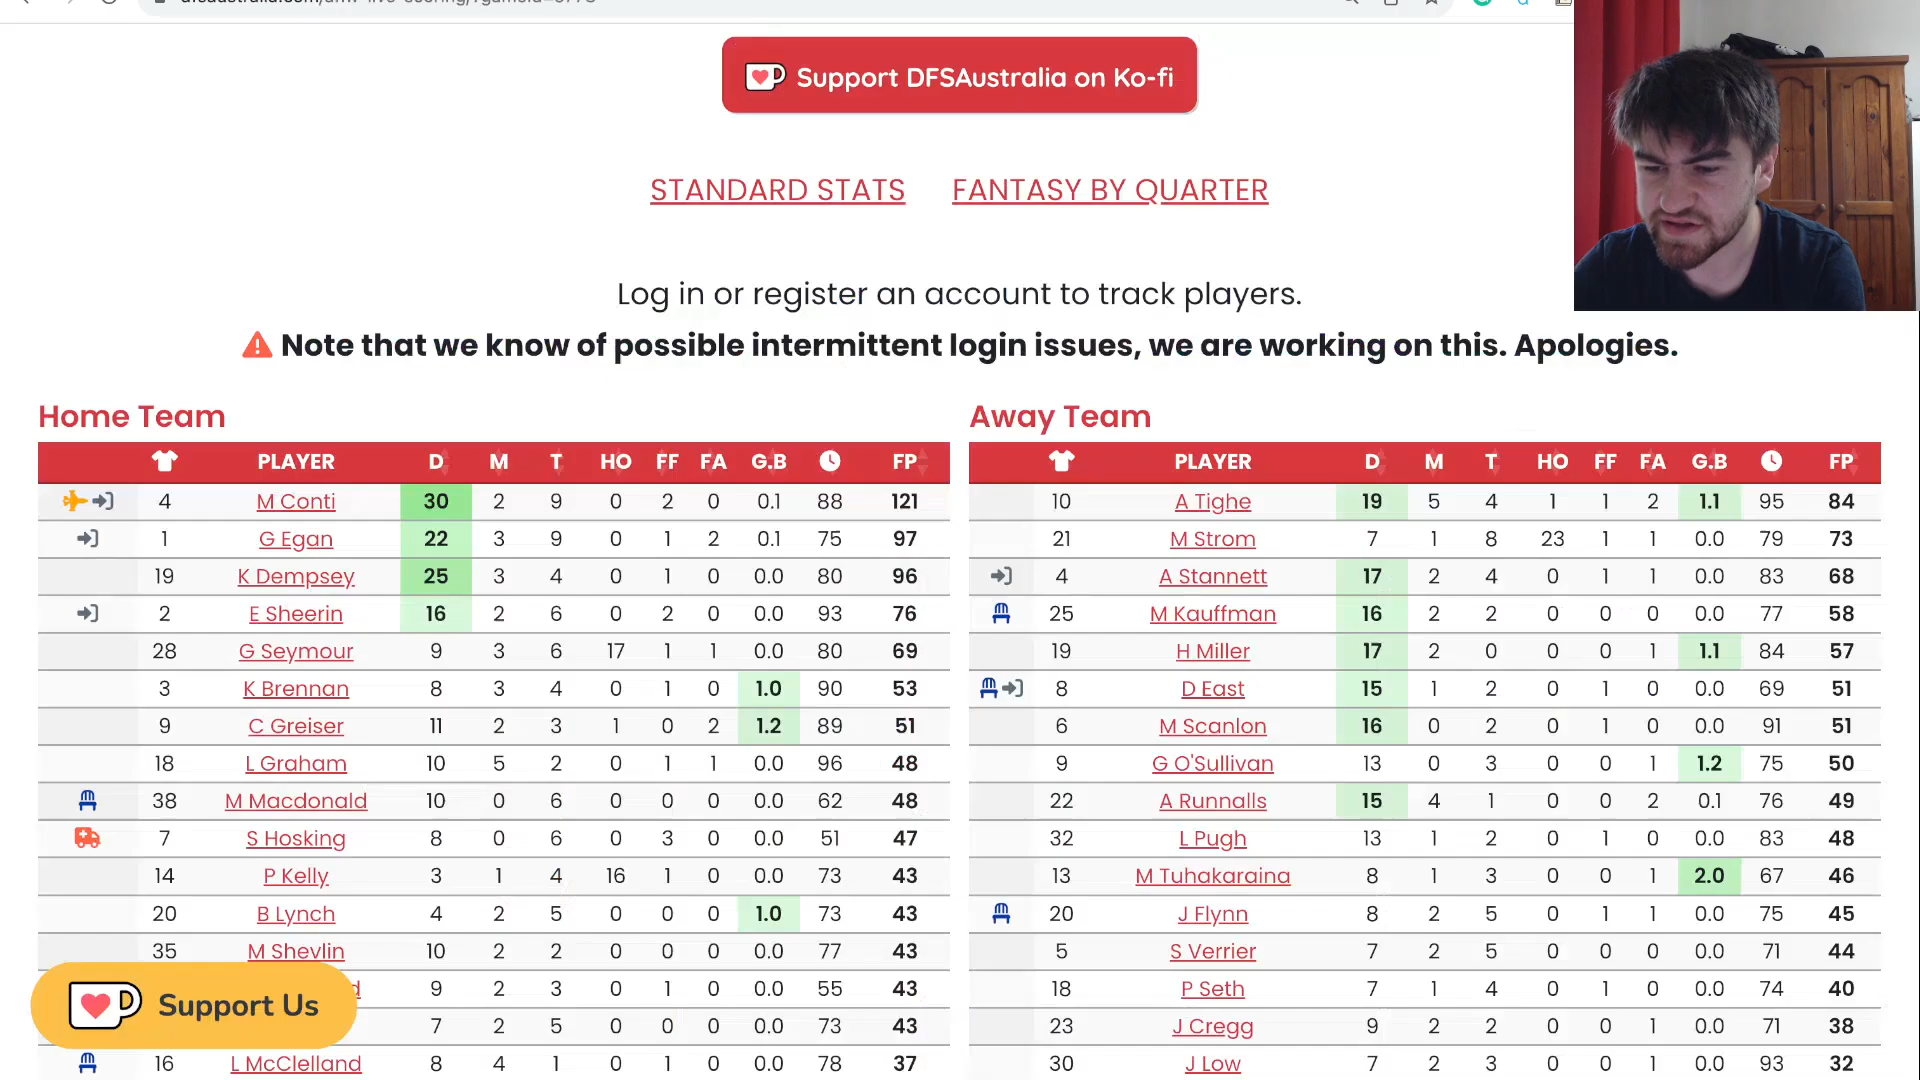 Support DFSAustralia on Ko-fi
STANDARD STATS FANTASY BY QUARTER
Log in or register an account to track players.
Note that we know of possible intermittent login issues, we are working on this. Apologies.
Home Team
PLAYER D M T HO FF FA G.B FP
4 M Conti 30 2 9 0 2 0 0.1 88 121
1 G Egan 22 3 9 0 1 2 0.1 75 97
19 K Dempsey 25 3 4 0 1 0 0.0 80 96
2 E Sheerin 16 2 6 0 2 0 0.0 93 76
28 G Seymour 9 3 6 17 1 1 0.0 80 69
3 K Brennan 8 3 4 0 1 0 1.0 90 53
9 C Greiser 11 2 3 1 0 2 1.2 89 51
18 L Graham 10 5 2 0 1 1 0.0 96 48
38 M Macdonald 10 0 6 0 0 0 0.0 62 48
7 S Hosking 8 0 6 0 3 0 0.0 51 47
14 P Kelly 3 1 4 16 1 0 0.0 73 43
20 B Lynch 4 2 5 0 0 0 1.0 73 43
35 M Shevlin 10 2 2 0 0 0 0.0 77 43
9 2 3 0 1 0 0.0 55 43
7 2 5 0 0 0 0.0 73 43
16 L McClelland 8 4 1 0 1 0 0.0 78 37
Support Us
Away Team
PLAYER D M T HO FF FA G.B FP
10 A Tighe 19 5 4 1 1 2 1.1 95 84
21 M Strom 7 1 8 23 1 1 0.0 79 73
4 A Stannett 17 2 4 0 1 1 0.0 83 68
25 M Kauffman 16 2 2 0 0 0 0.0 77 58
19 H Miller 17 2 0 0 0 1 1.1 84 57
8 D East 15 1 2 0 1 0 0.0 69 51
6 M Scanlon 16 0 2 0 1 0 0.0 91 51
9 G O'Sullivan 13 0 3 0 0 1 1.2 75 50
22 A Runnalls 15 4 1 0 0 2 0.1 76 49
32 L Pugh 13 1 2 0 1 0 0.0 83 48
13 M Tuhakaraina 8 1 3 0 0 1 2.0 67 46
20 J Flynn 8 2 5 0 1 1 0.0 75 45
5 S Verrier 7 2 5 0 0 0 0.0 71 44
18 P Seth 7 1 4 0 1 0 0.0 74 40
23 J Cregg 9 2 2 0 0 1 0.0 71 38
30 J Low 7 2 3 0 0 1 0.0 93 32